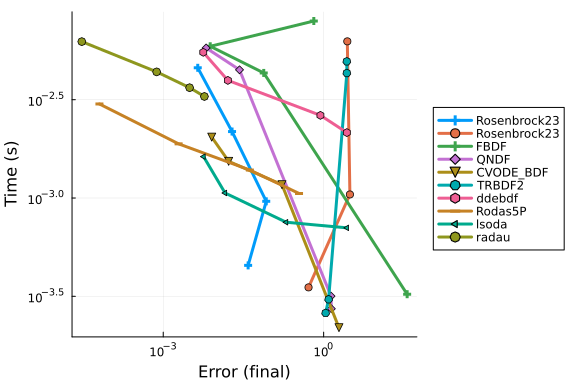 Time (s)
10^-2.5
10^-3.0
10^-3.5
10^-3
10^0
Error (final)
Rosenbrock23
Rosenbrock23
FBDF
QNDF
CVODE_BDF
TRBDF2
ddebdf
Rodas5P
lsoda
radau